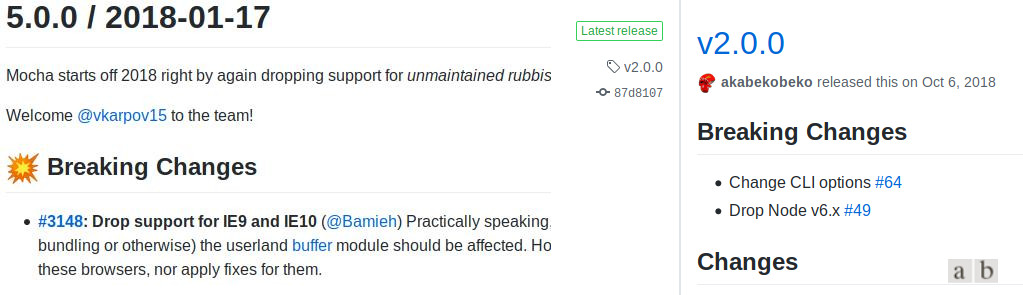 5.0.0 / 2018-01-17
Mocha starts off 2018 right by again dropping support for unmaintained rubbis
Welcome @vkarpov15 to the team!
💥 Breaking Changes
• #3148: Drop support for IE9 and IE10 (@Bamieh) Practically speaking,
bundling or otherwise) the userland buffer module should be affected. Ho
these browsers, nor apply fixes for them.
Latest release
v2.0.0
87d8107
v2.0.0
akabekobeko released this on Oct 6, 2018
Breaking Changes
• Change CLI options #64
• Drop Node v6.x #49
Changes
a b